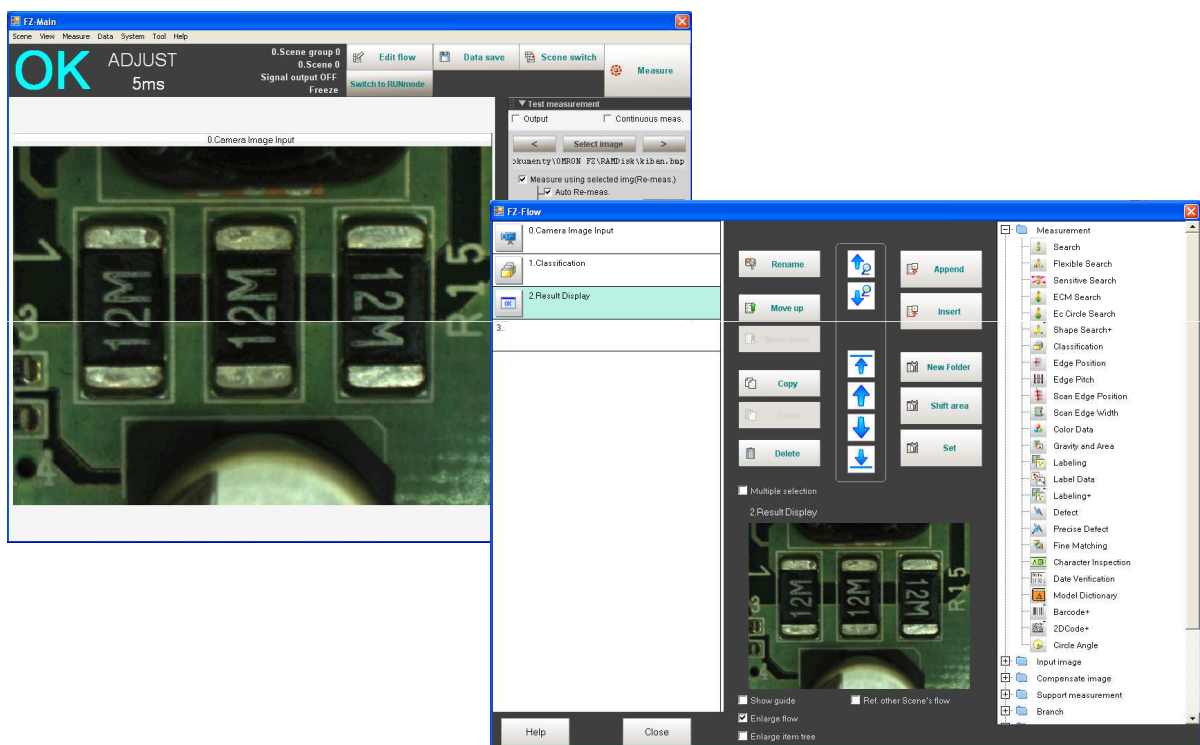 FZ-Main
Scene View Measure Data System Tool Help
OK
ADJUST
5ms
0.Scene group 0
0.Scene 0
Signal output OFF
Freeze
Edit flow
Data save
Scene switch
Measure
Switch to RUNmode
Test measurement
Output
Continuous meas.
<
Select image
>
okumenty\OMRON FZ\RAMDisk\kiban.bmp
Measure using selected img(Re-meas.)
Auto Re-meas.
0.Camera Image Input
12M
12M
12M
R15
3
4
FZ-Flow
0.Camera Image Input
1.Classification
2.Result Display
3.
Rename
Move up
Move down
Copy
Paste
Delete
Append
Insert
New Folder
Shift area
Set
Multiple selection
2.Result Display
12M
12M
12M
R15
3
Show guide
Ref. other Scene's flow
Enlarge flow
Enlarge item tree
Help
Close
Measurement
Search
Flexible Search
Sensitive Search
ECM Search
Ec Circle Search
Shape Search+
Classification
Edge Position
Edge Pitch
Scan Edge Position
Scan Edge Width
Color Data
Gravity and Area
Labeling
Label Data
Labeling+
Defect
Precise Defect
Fine Matching
Character Inspection
Date Verification
Model Dictionary
Barcode+
2DCode+
Circle Angle
Input image
Compensate image
Support measurement
Branch